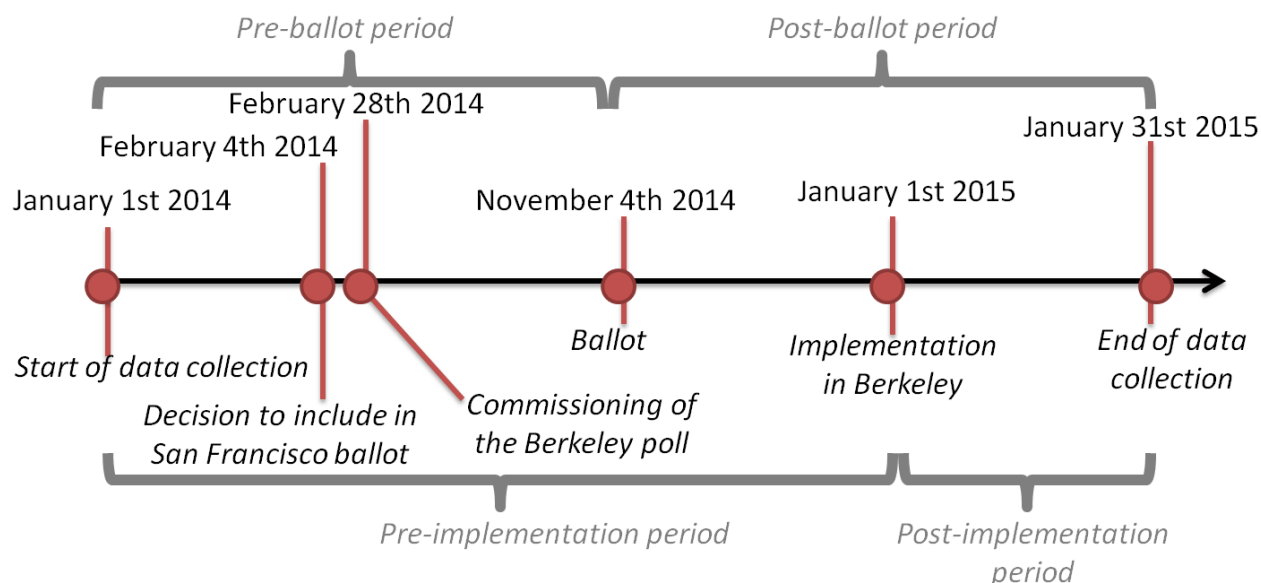 Pre-ballot period
Post-ballot period
February 28th 2014
January 31st 2015
February 4th 2014
January 1st 2014
November 4th 2014
January 1st 2015
Start of data collection
Ballot
Implementation
in Berkeley
End of data
collection
Decision to include in
San Francisco ballot
Commissioning of
the Berkeley poll
Pre-implementation period
Post-implementation
period